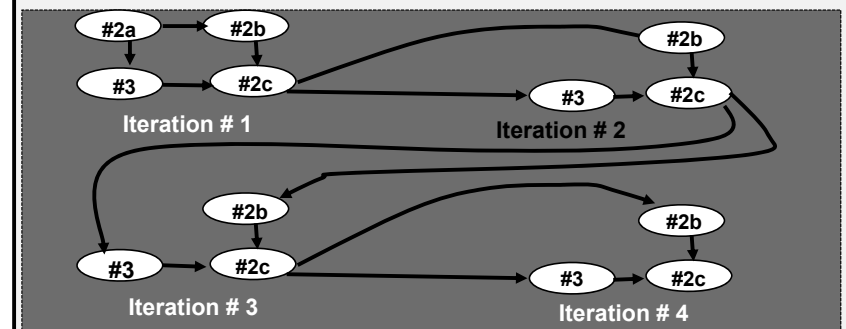 #2a
#2b
#3
#2c
Iteration # 1
#2b
#3
#2c
Iteration # 2
#2b
#3
#2c
Iteration # 3
#2b
#3
#2c
Iteration # 4